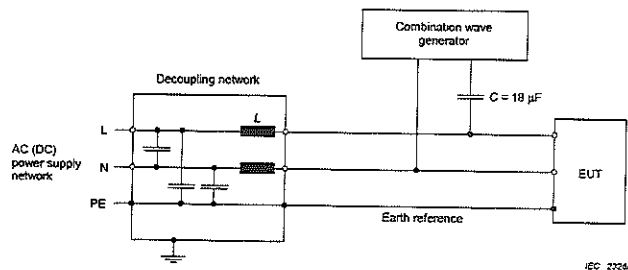 Combination wave
generator
Decoupling network
C = 18 µF
L
L
AC (DC)
power supply
network
N
EUT
PE
Earth reference
IEC 2326